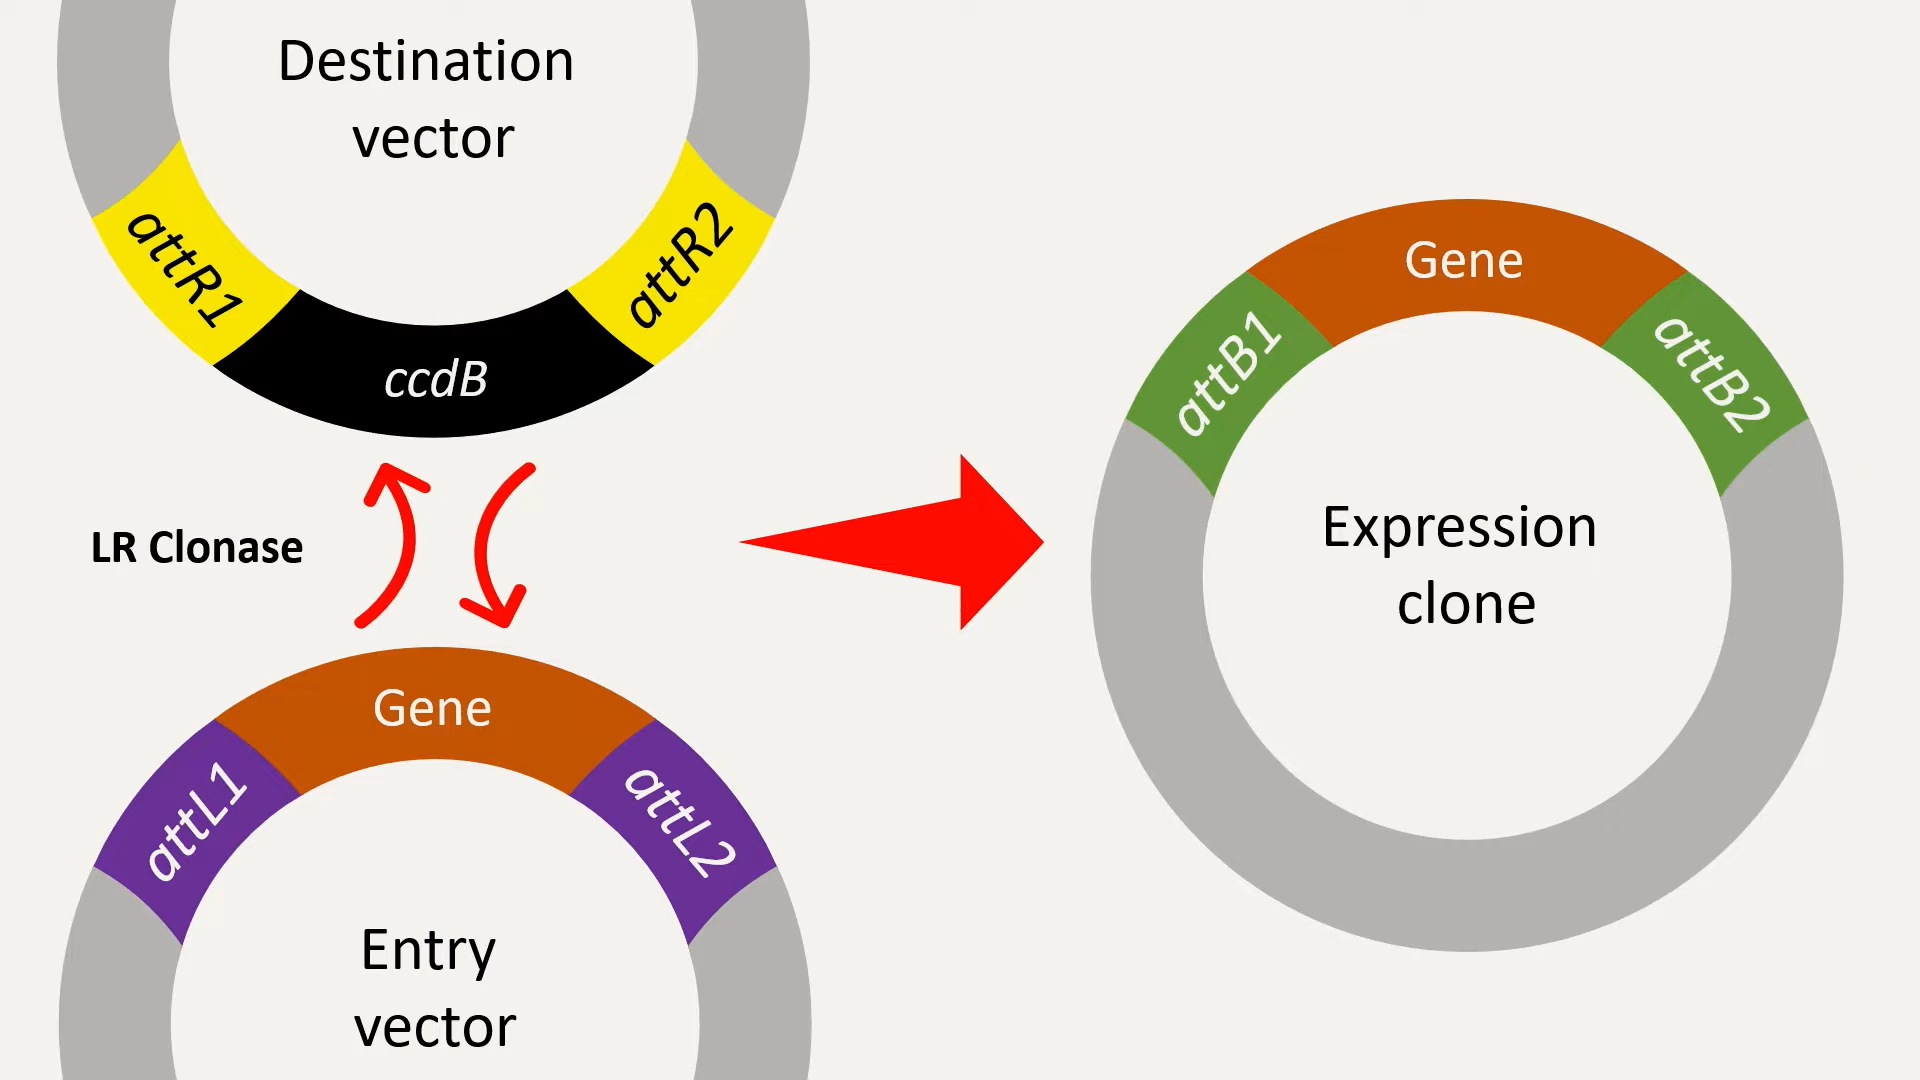 Destination
vector
attR1
attR2
ccdB
LR Clonase
Gene
attL1
attL2
Entry
vector
Gene
attB1
attB2
Expression
clone